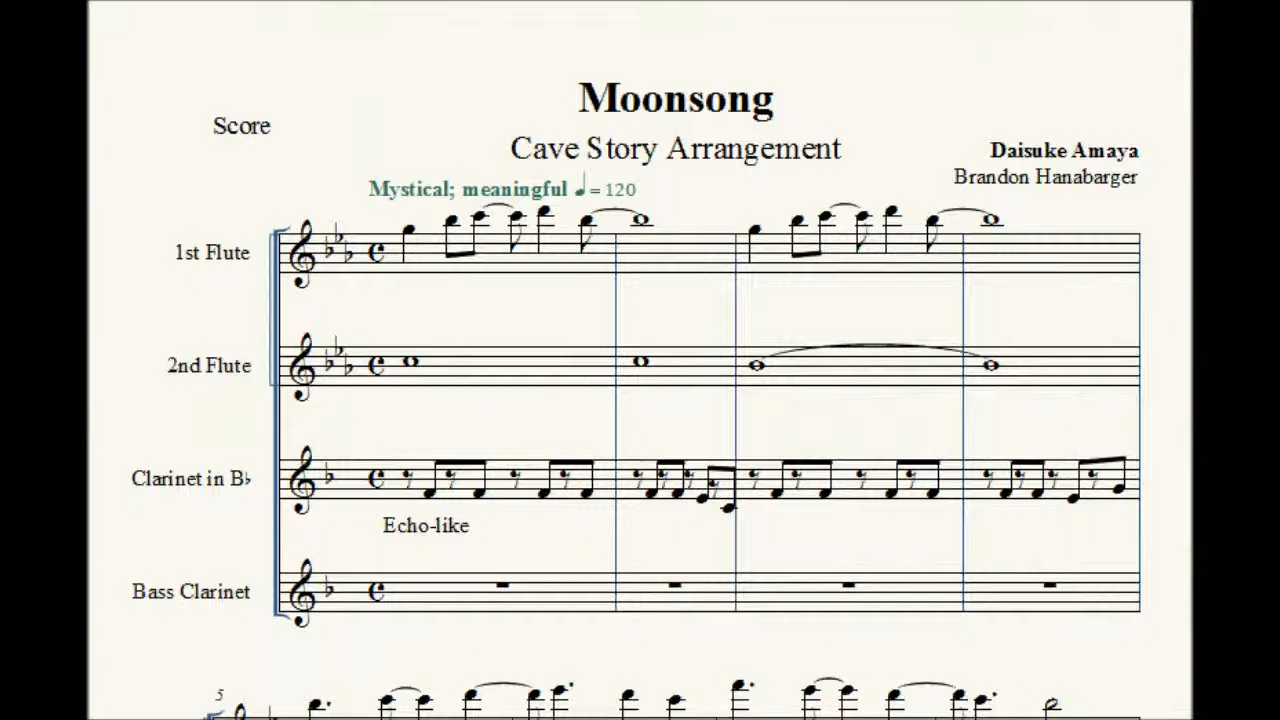 Moonsong
Score
Cave Story Arrangement
Daisuke Amaya
Brandon Hanabarger
Mystical; meaningful ♩ = 120
1st Flute
2nd Flute
Clarinet in B♭
Echo-like
Bass Clarinet
5